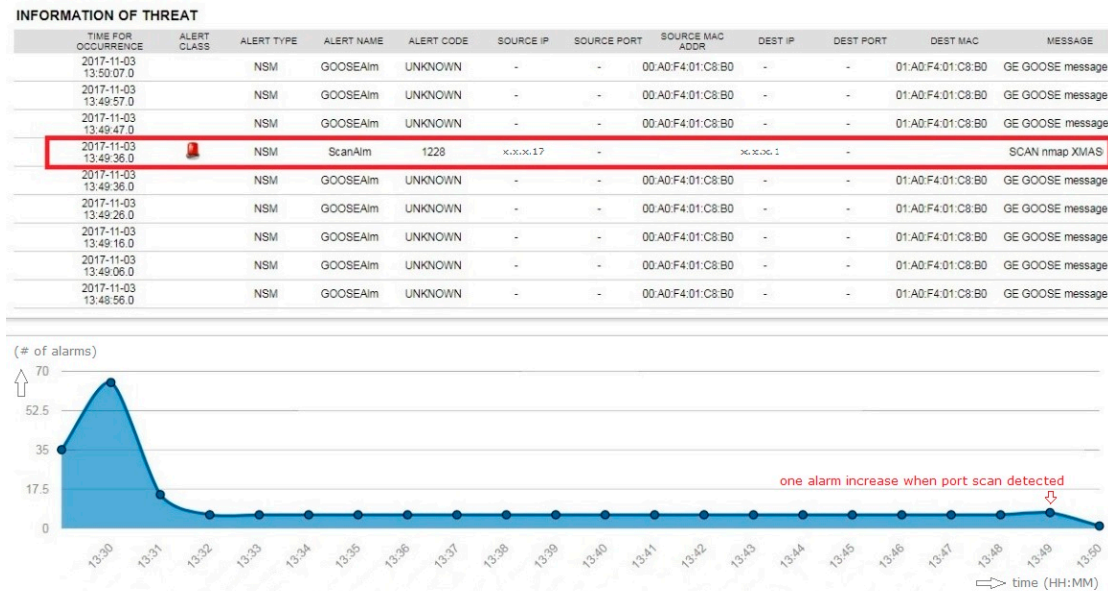 INFORMATION OF THREAT
TIME FOR OCCURRENCE ALERT CLASS ALERT TYPE ALERT NAME ALERT CODE SOURCE IP SOURCE PORT SOURCE MAC ADDR DEST IP DEST PORT DEST MAC MESSAGE
2017-11-03 13:50:07.0 NSM GOOSEAlm UNKNOWN - - 00:A0:F4:01:C8:B0 - - 01:A0:F4:01:C8:B0 GE GOOSE message
2017-11-03 13:49:57.0 NSM GOOSEAlm UNKNOWN - - 00:A0:F4:01:C8:B0 - - 01:A0:F4:01:C8:B0 GE GOOSE message
2017-11-03 13:49:47.0 NSM GOOSEAlm UNKNOWN - - 00:A0:F4:01:C8:B0 - - 01:A0:F4:01:C8:B0 GE GOOSE message
2017-11-03 13:49:36.0 NSM ScanAlm 1228 x.x.x.17 - x.x.x.1 - SCAN nmap XMAS
2017-11-03 13:49:36.0 NSM GOOSEAlm UNKNOWN - - 00:A0:F4:01:C8:B0 - - 01:A0:F4:01:C8:B0 GE GOOSE message
2017-11-03 13:49:26.0 NSM GOOSEAlm UNKNOWN - - 00:A0:F4:01:C8:B0 - - 01:A0:F4:01:C8:B0 GE GOOSE message
2017-11-03 13:49:16.0 NSM GOOSEAlm UNKNOWN - - 00:A0:F4:01:C8:B0 - - 01:A0:F4:01:C8:B0 GE GOOSE message
2017-11-03 13:49:06.0 NSM GOOSEAlm UNKNOWN - - 00:A0:F4:01:C8:B0 - - 01:A0:F4:01:C8:B0 GE GOOSE message
2017-11-03 13:48:56.0 NSM GOOSEAlm UNKNOWN - - 00:A0:F4:01:C8:B0 - - 01:A0:F4:01:C8:B0 GE GOOSE message
(# of alarms)
70
52.5
35
17.5
0
one alarm increase when port scan detected
13:30 13:31 13:32 13:33 13:34 13:35 13:36 13:37 13:38 13:39 13:40 13:41 13:42 13:43 13:44 13:45 13:46 13:47 13:48 13:49 13:50
time (HH:MM)